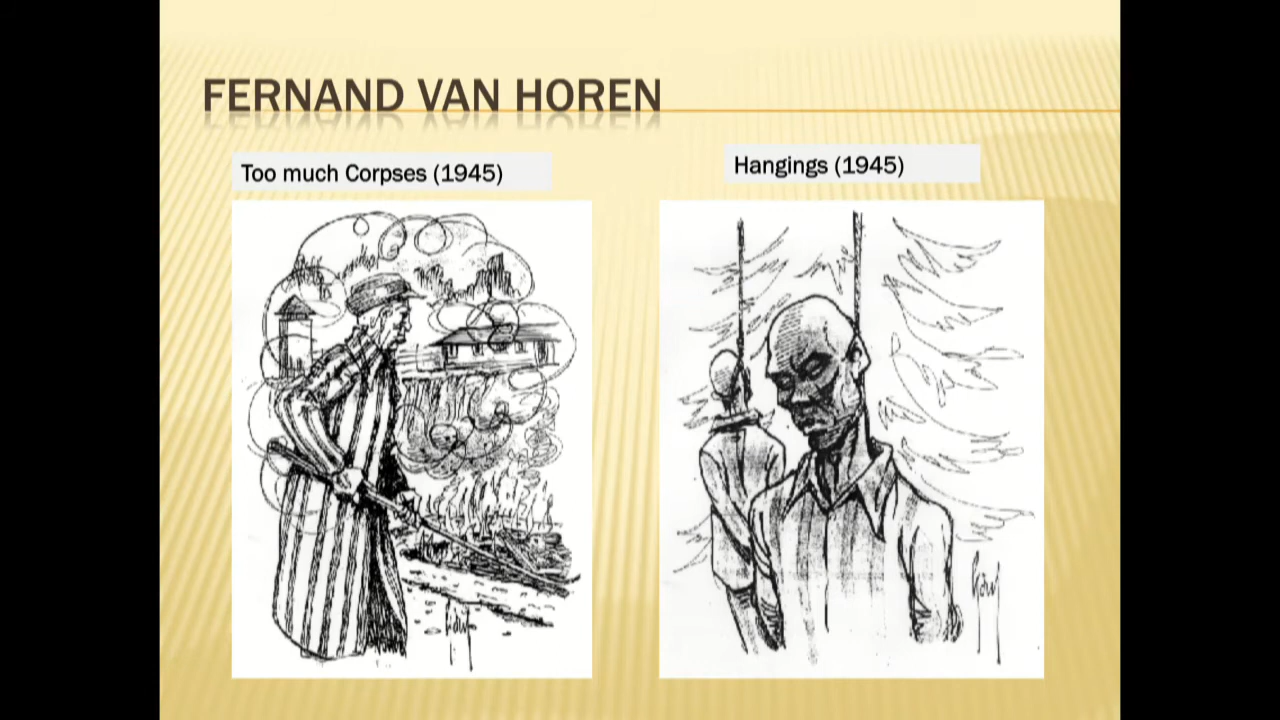 FERNAND VAN HOREN
Too much Corpses (1945)
Hangings (1945)